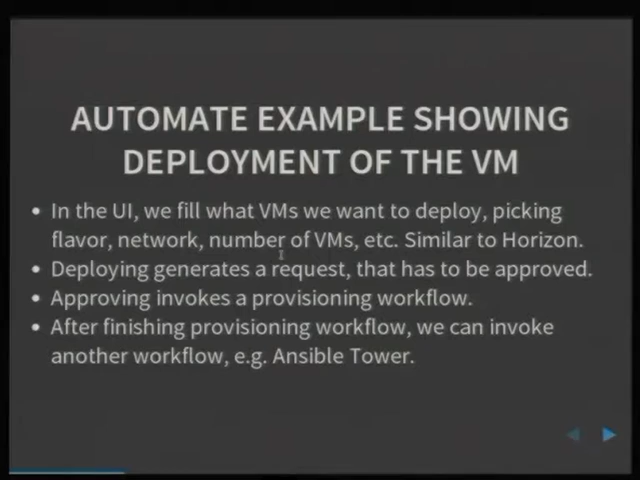 AUTOMATE EXAMPLE SHOWING
DEPLOYMENT OF THE VM
• In the UI, we fill what VMs we want to deploy, picking
flavor, network, number of VMs, etc. Similar to Horizon.
• Deploying generates a request, that has to be approved.
• Approving invokes a provisioning workflow.
• After finishing provisioning workflow, we can invoke
another workflow, e.g. Ansible Tower.